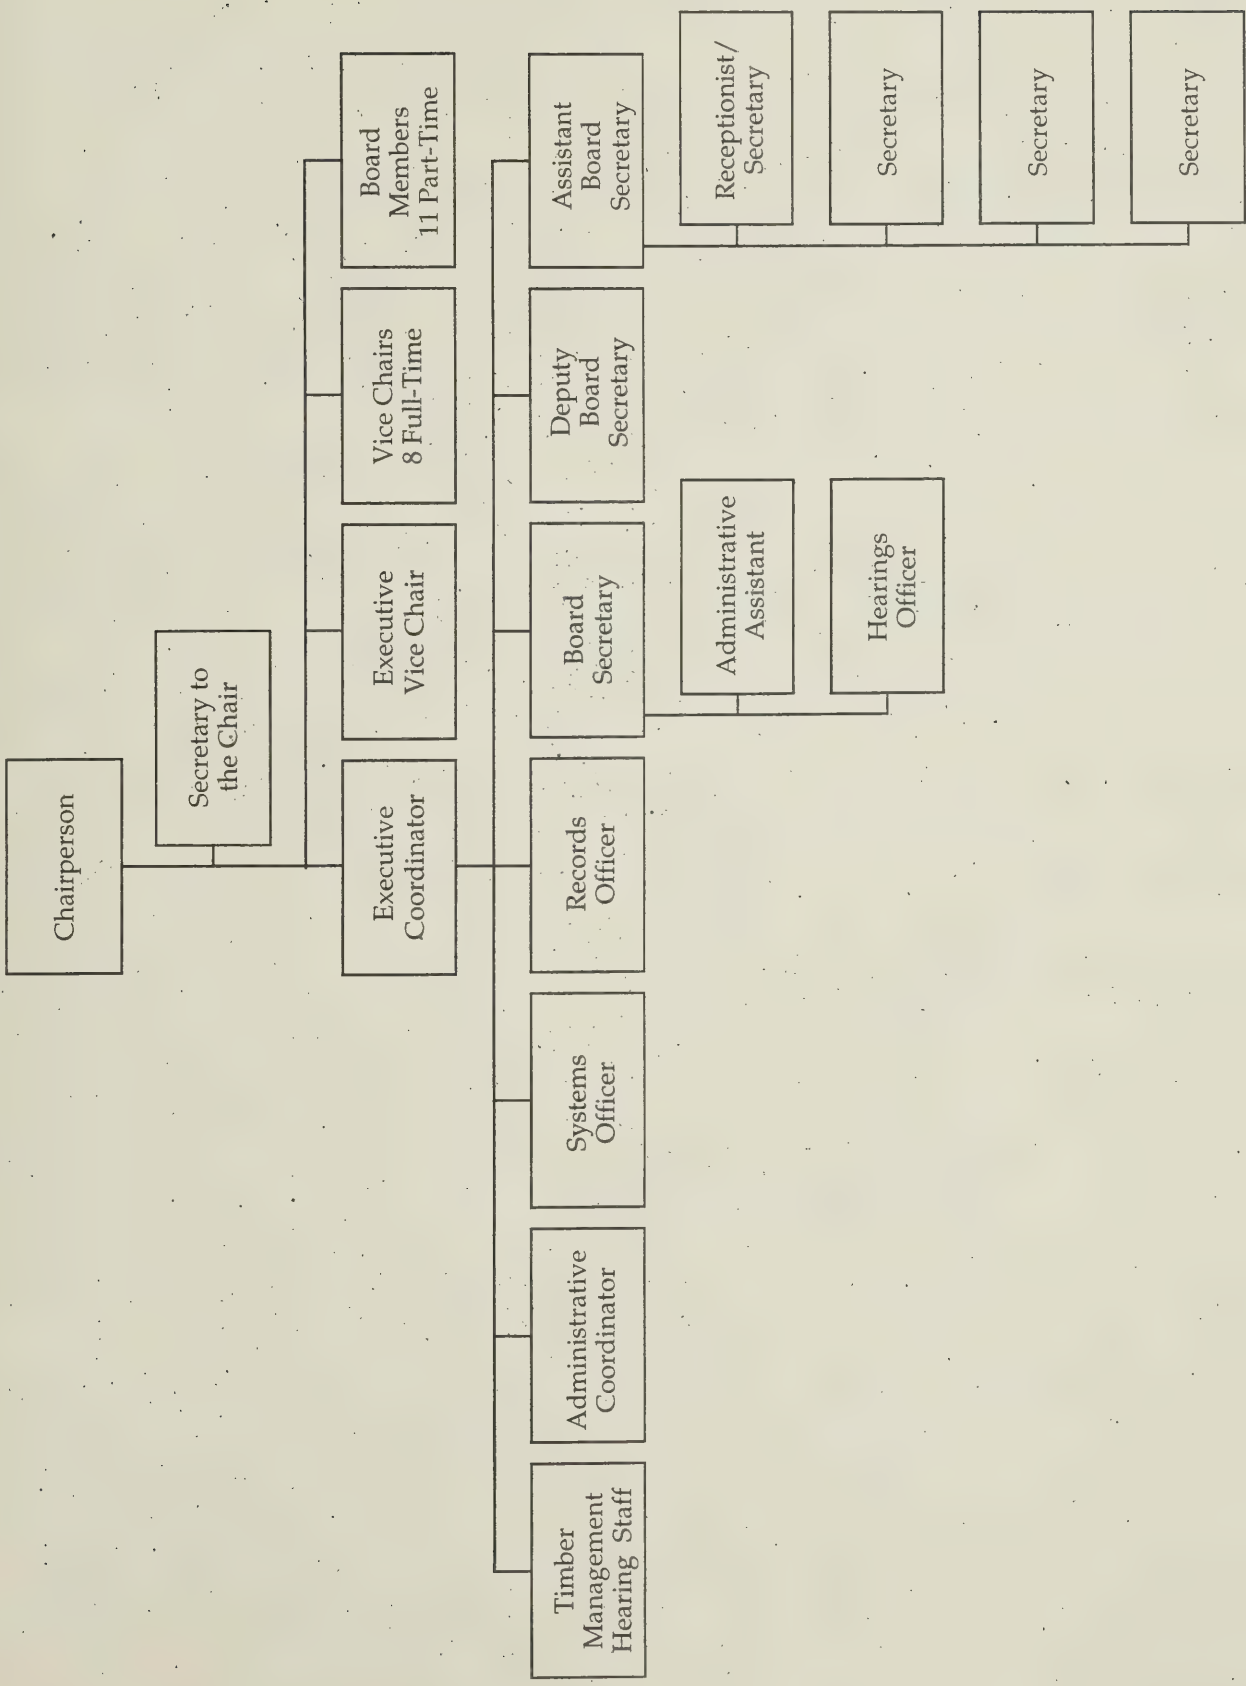 Chairperson
Secretary to
the Chair
Executive
Coordinator
Executive
Vice Chair
Vice Chairs
8 Full-Time
Board
Members
11 Part-Time
Timber
Management
Hearing Staff
Administrative
Coordinator
Systems
Officer
Records
Officer
Board
Secretary
Deputy
Board
Secretary
Assistant
Board
Secretary
Administrative
Assistant
Hearings
Officer
Receptionist/
Secretary
Secretary
Secretary
Secretary